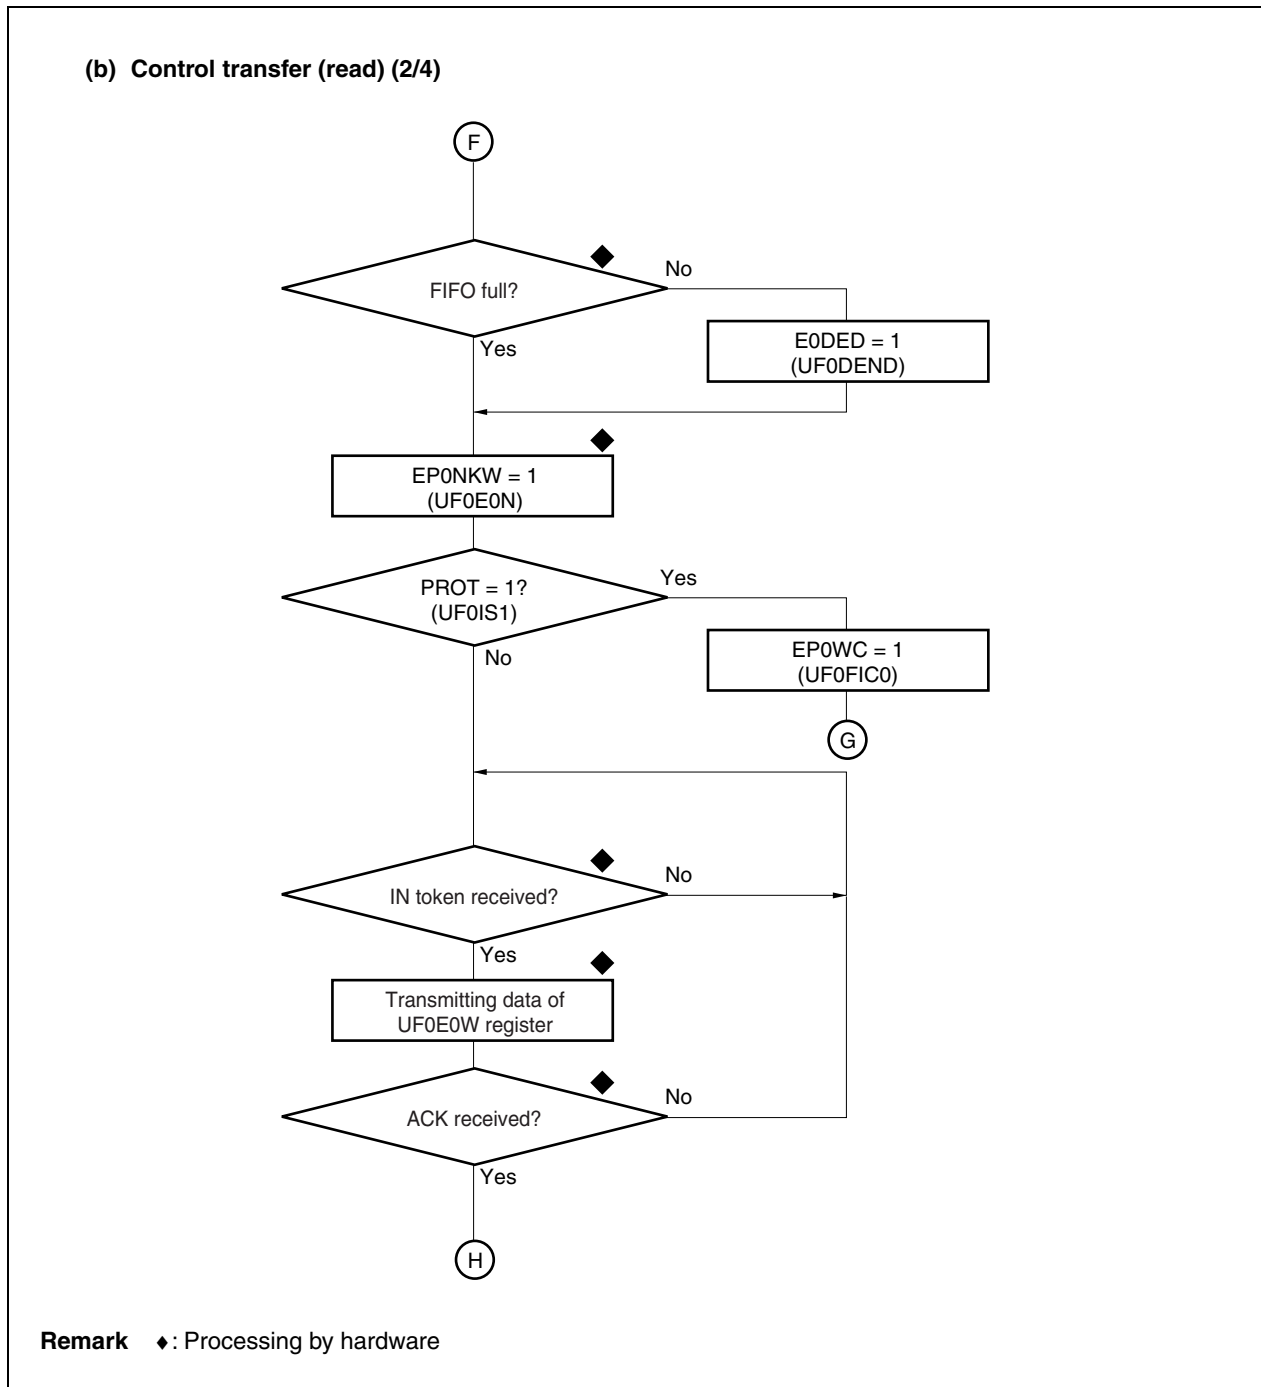 (b) Control transfer (read) (2/4)
F
FIFO full?
No
Yes
E0DED = 1
(UF0DEND)
EP0NKW = 1
(UF0E0N)
PROT = 1?
(UF0IS1)
Yes
No
EP0WC = 1
(UF0FIC0)
G
IN token received?
No
Yes
Transmitting data of
UF0E0W register
ACK received?
No
Yes
H
Remark ♦: Processing by hardware